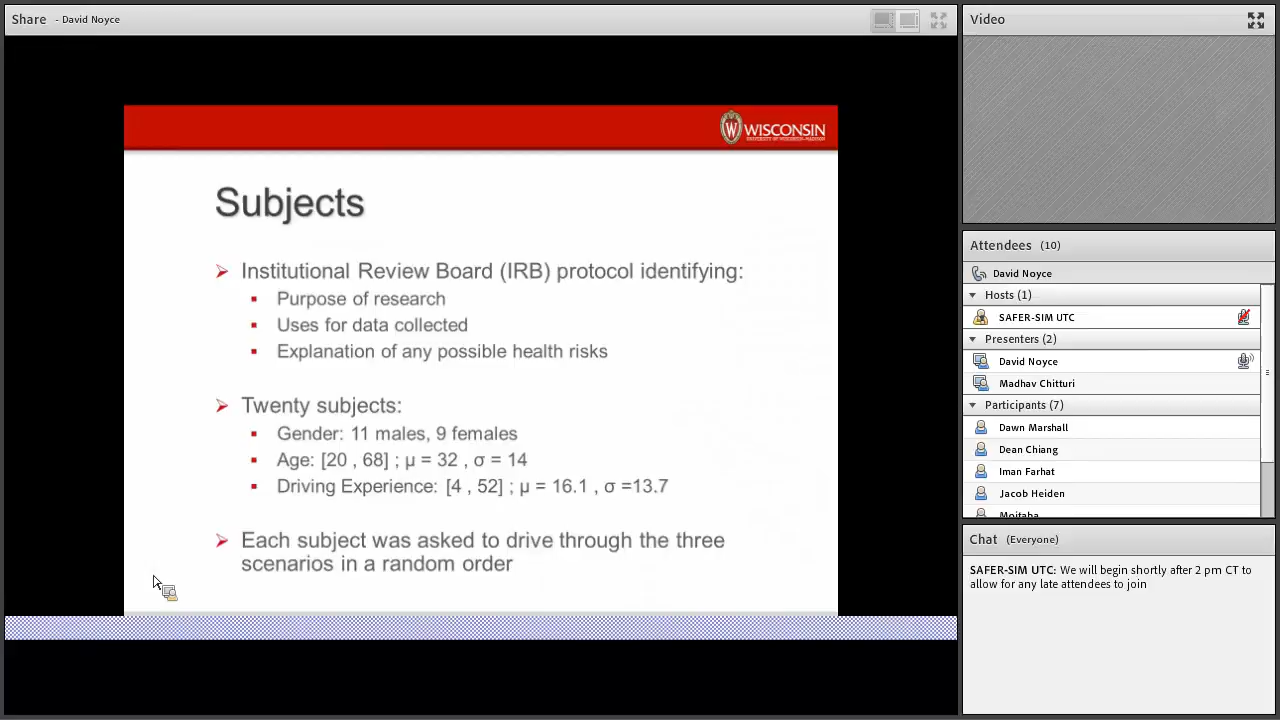 Share - David Noyce
WISCONSIN
UNIVERSITY OF WISCONSIN-MADISON
Subjects
Institutional Review Board (IRB) protocol identifying:
Purpose of research
Uses for data collected
Explanation of any possible health risks
Twenty subjects:
Gender: 11 males, 9 females
Age: [20 , 68] ; μ = 32 , σ = 14
Driving Experience: [4 , 52] ; μ = 16.1 , σ =13.7
Each subject was asked to drive through the three
scenarios in a random order
Video
Attendees (10)
David Noyce
Hosts (1)
SAFER-SIM UTC
Presenters (2)
David Noyce
Madhav Chitturi
Participants (7)
Dawn Marshall
Dean Chiang
Iman Farhat
Jacob Heiden
Mojtaba
Chat (Everyone)
SAFER-SIM UTC: We will begin shortly after 2 pm CT to
allow for any late attendees to join